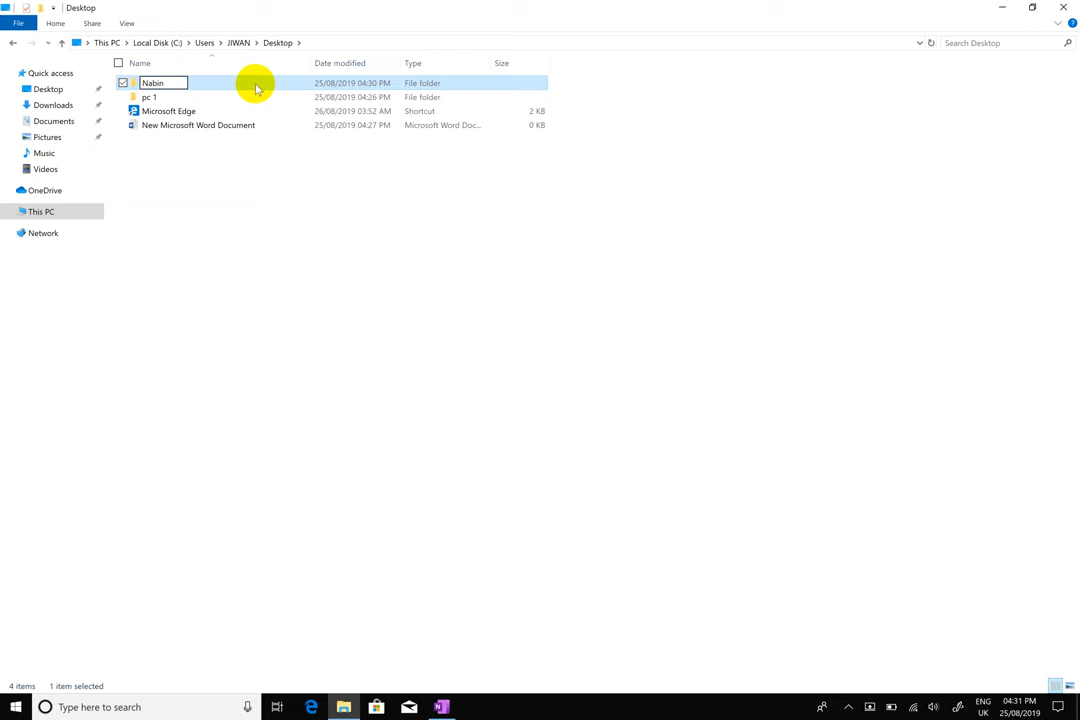 Desktop
File Home Share View
This PC Local Disk (C:) Users JIWAN Desktop Search Desktop
Name Date modified Type Size
Quick access
Desktop
Downloads
Documents
Pictures
Music
Videos
OneDrive
This PC
Network
Nabin 25/08/2019 04:30 PM File folder
pc 1 25/08/2019 04:26 PM File folder
Microsoft Edge 26/08/2019 03:52 AM Shortcut 2 KB
New Microsoft Word Document 25/08/2019 04:27 PM Microsoft Word Doc... 0 KB
4 items 1 item selected
Type here to search
ENG 04:31 PM
UK 25/08/2019